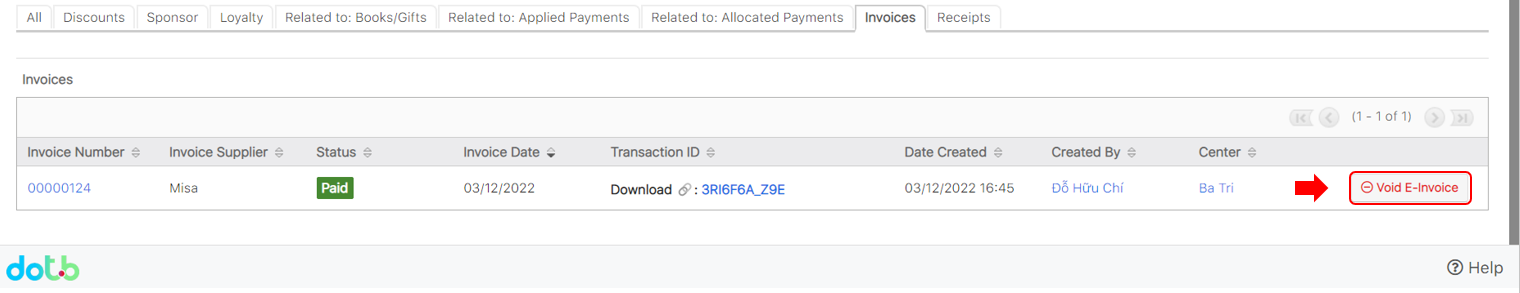 All Discounts Sponsor Loyalty Related to: Books/Gifts Related to: Applied Payments Related to: Allocated Payments Invoices Receipts
Invoices
(1 - 1 of 1)
Invoice Number Invoice Supplier Status Invoice Date Transaction ID Date Created Created By Center
00000124 Misa Paid 03/12/2022 Download : 3RI6F6A_Z9E 03/12/2022 16:45 Đỗ Hữu Chí Ba Tri Void E-Invoice
dotb Help